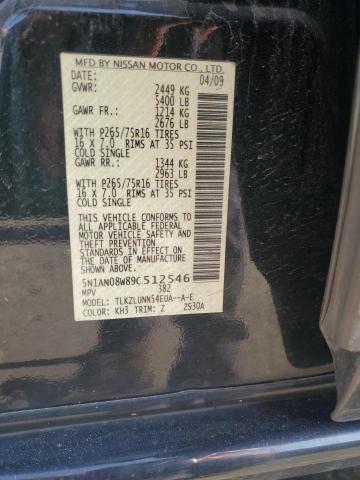 MFD BY NISSAN MOTOR CO., LTD.
DATE: 04/09
GVWR: 2449 KG
5400 LB
GAWR FR.: 1214 KG
2676 LB
WITH P265/75R16 TIRES
16 X 7.0 RIMS AT 35 PSI
COLD SINGLE
GAWR RR.: 1344 KG
2963 LB
WITH P265/75R16 TIRES
16 X 7.0 RIMS AT 35 PSI
COLD SINGLE
THIS VEHICLE CONFORMS TO
ALL APPLICABLE FEDERAL
MOTOR VEHICLE SAFETY AND
THEFT PREVENTION
STANDARDS IN EFFECT ON
THE DATE OF MANUFACTURE
SHOWN ABOVE
5N1AN08W89C512546
MPV 382
MODEL: TLKZLUNN54EUA--A-E
COLOR: KH3 TRIM: Z ZS30A